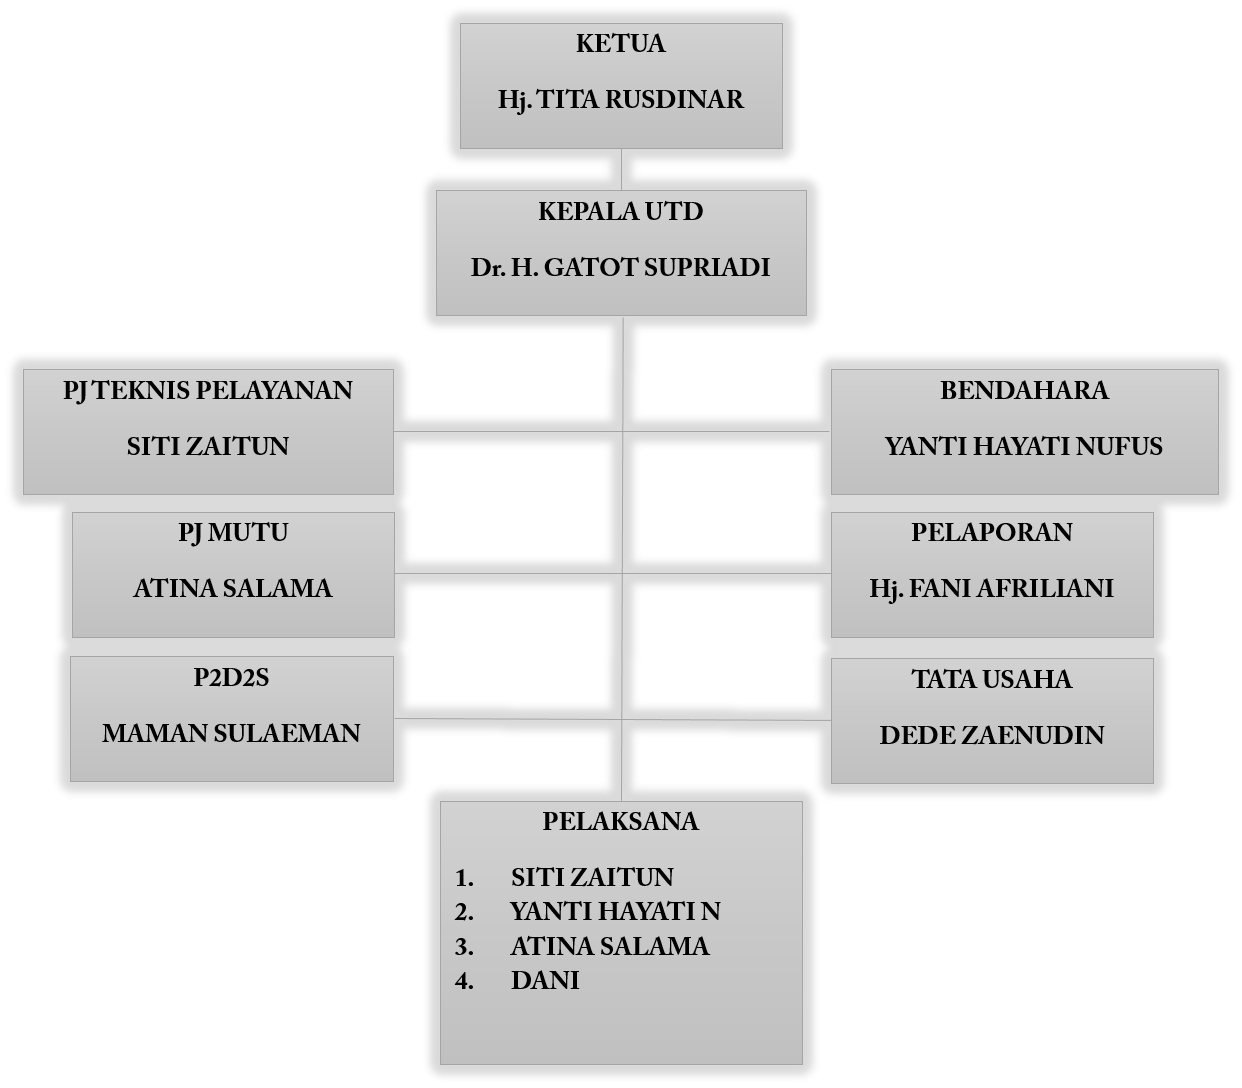 KETUA
Hj. TITA RUSDINAR
KEPALA UTD
Dr. H. GATOT SUPRIADI
PJ TEKNIS PELAYANAN
SITI ZAITUN
BENDAHARA
YANTI HAYATI NUFUS
PJ MUTU
ATINA SALAMA
PELAPORAN
Hj. FANI AFRILIANI
P2D2S
MAMAN SULAEMAN
TATA USAHA
DEDE ZAENUDIN
PELAKSANA
1. SITI ZAITUN
2. YANTI HAYATI N
3. ATINA SALAMA
4. DANI